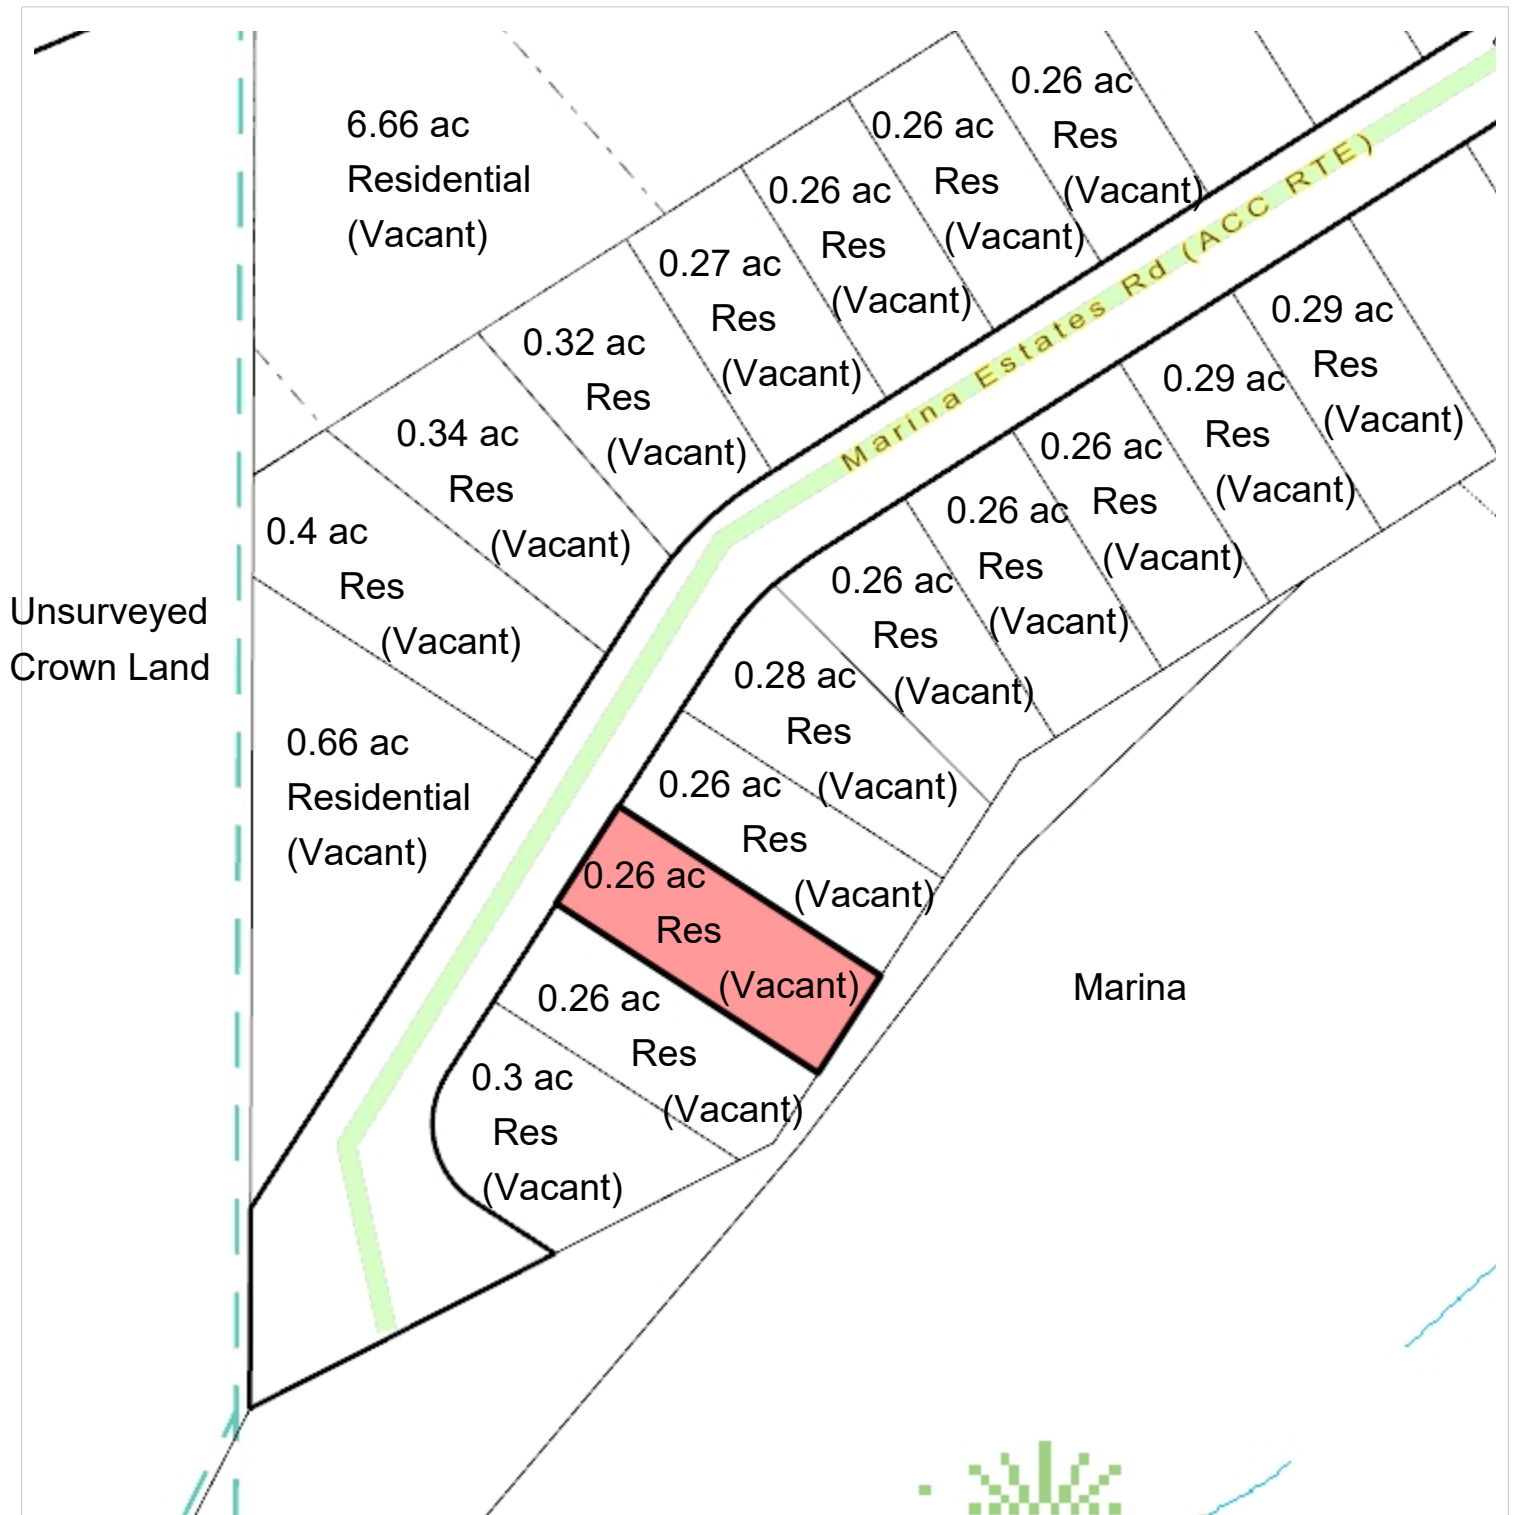 0.26 ac
Res
(Vacant)
6.66 ac
Residential
(Vacant)
0.26 ac
Res
(Vacant)
0.26 ac
Res
(Vacant)
0.27 ac
Res
(Vacant)
Marina Estates Rd (ACC RTE)
0.32 ac
Res
(Vacant)
0.29 ac
Res
(Vacant)
0.29 ac
Res
(Vacant)
0.34 ac
Res
(Vacant)
0.26 ac
Res
(Vacant)
0.4 ac
Res
(Vacant)
0.26 ac
Res
(Vacant)
0.26 ac
Res
(Vacant)
Unsurveyed
Crown Land
0.28 ac
Res
(Vacant)
0.66 ac
Residential
(Vacant)
0.26 ac
Res
(Vacant)
0.26 ac
Res
(Vacant)
Marina
0.26 ac
Res
(Vacant)
0.3 ac
Res
(Vacant)